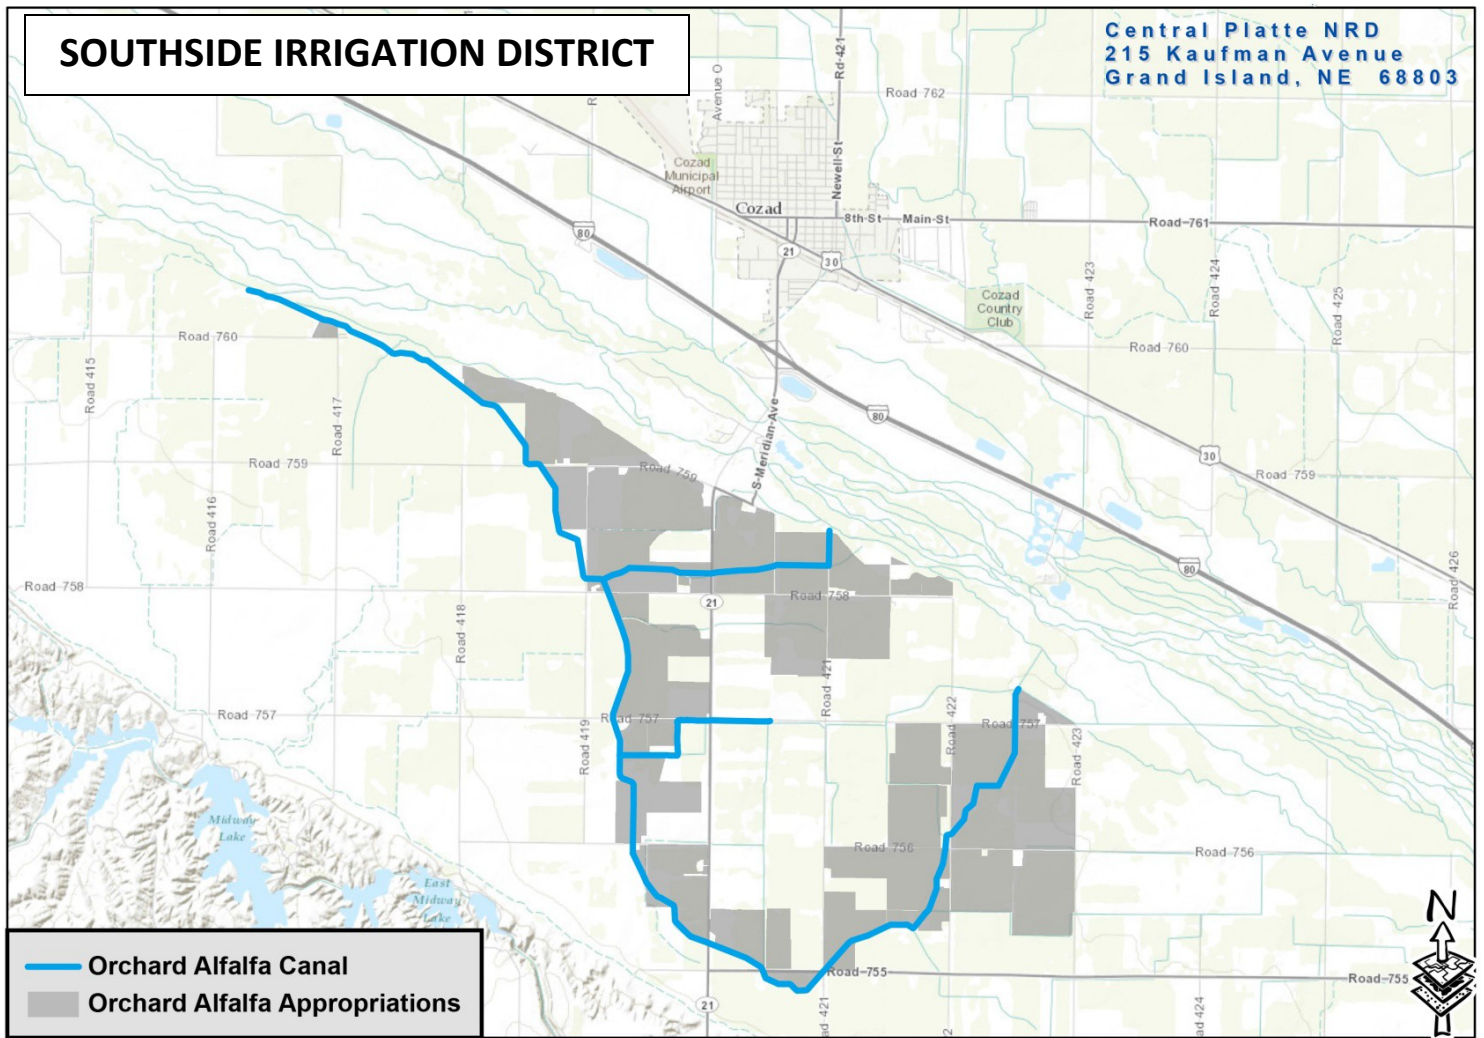 SOUTHSIDE IRRIGATION DISTRICT
Central Platte NRD
215 Kaufman Avenue
Grand Island, NE 68803
Avenue O
Rd-421
Road 762
Cozad
Municipal
Airport
Newell-St
Cozad
8th-St
Main-St
Road-761
80
21
30
Cozad
Country
Club
Road 423
Road 424
Road 425
Road 760
Road 760
Road 415
Road 417
S-Meridian-Ave
80
30
Road 759
Road 759
Road 759
Road 416
Road 758
21
Road 758
80
Road 426
Road 418
Road 421
Road 757
Road 757
Road 422
Road 757
Road 419
Road 423
Midway
Lake
Road 756
Road 756
East
Midway
Lake
Road-755
Road-755
21
ad-421
2
ad 424
N
Orchard Alfalfa Canal
Orchard Alfalfa Appropriations